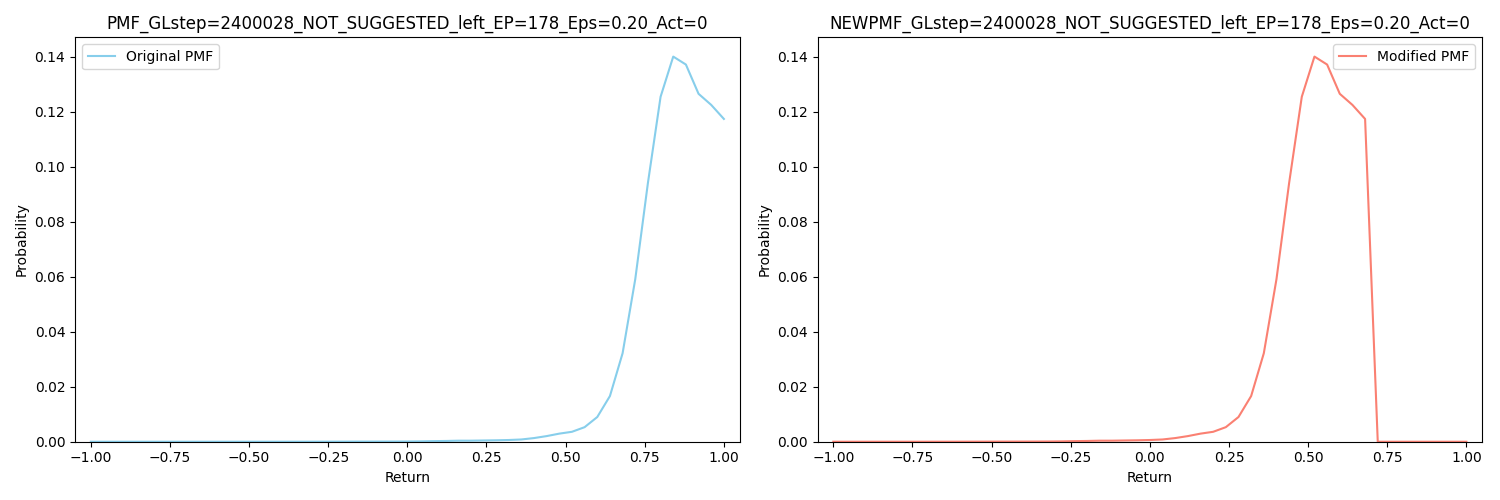 PMF_GLstep=2400028_NOT_SUGGESTED_left_EP=178_Eps=0.20_Act=0
Original PMF
0.14
0.12
0.10
0.08
0.06
0.04
0.02
0.00
Probability
−1.00 −0.75 −0.50 −0.25 0.00 0.25 0.50 0.75 1.00
Return
NEWPMF_GLstep=2400028_NOT_SUGGESTED_left_EP=178_Eps=0.20_Act=0
Modified PMF
0.14
0.12
0.10
0.08
0.06
0.04
0.02
0.00
Probability
−1.00 −0.75 −0.50 −0.25 0.00 0.25 0.50 0.75 1.00
Return